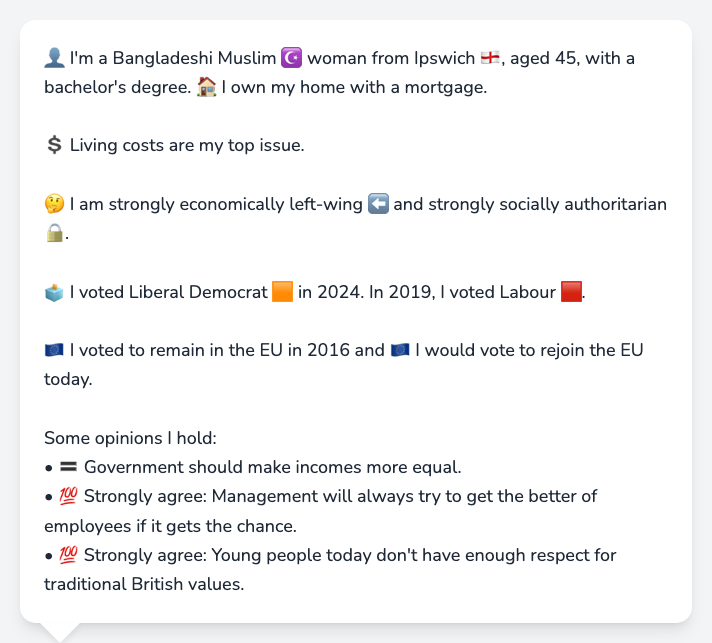 👤 I'm a Bangladeshi Muslim ☪️ woman from Ipswich 🏴󠁧󠁢󠁥󠁮󠁧󠁿, aged 45, with a
bachelor's degree. 🏠 I own my home with a mortgage.
💲 Living costs are my top issue.
🤔 I am strongly economically left-wing ⬅️ and strongly socially authoritarian
🔒.
🗳️ I voted Liberal Democrat 🟧 in 2024. In 2019, I voted Labour 🟥.
🇪🇺 I voted to remain in the EU in 2016 and 🇪🇺 I would vote to rejoin the EU
today.
Some opinions I hold:
• 🟰 Government should make incomes more equal.
• 💯 Strongly agree: Management will always try to get the better of
employees if it gets the chance.
• 💯 Strongly agree: Young people today don't have enough respect for
traditional British values.